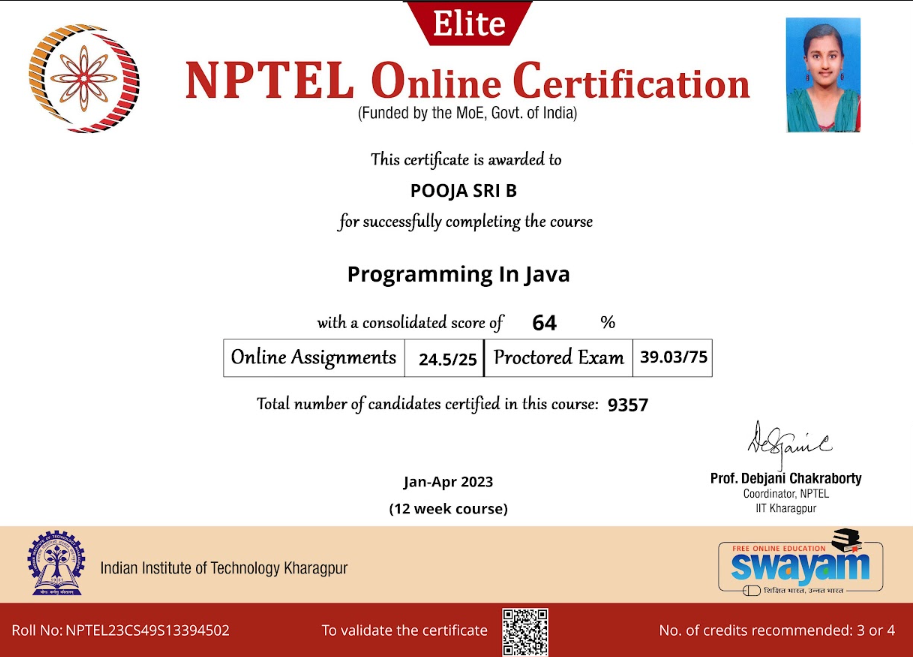 Elite
NPTEL Online Certification
(Funded by the MoE, Govt. of India)
This certificate is awarded to
POOJA SRI B
for successfully completing the course
Programming In Java
with a consolidated score of 64 %
Online Assignments 24.5/25 Proctored Exam 39.03/75
Total number of candidates certified in this course: 9357
Prof. Debjani Chakraborty
Coordinator, NPTEL
IIT Kharagpur
Jan-Apr 2023
(12 week course)
Indian Institute of Technology Kharagpur
FREE ONLINE EDUCATION
swayam
शिक्षित भारत, उन्नत भारत
Roll No: NPTEL23CS49S13394502 To validate the certificate No. of credits recommended: 3 or 4